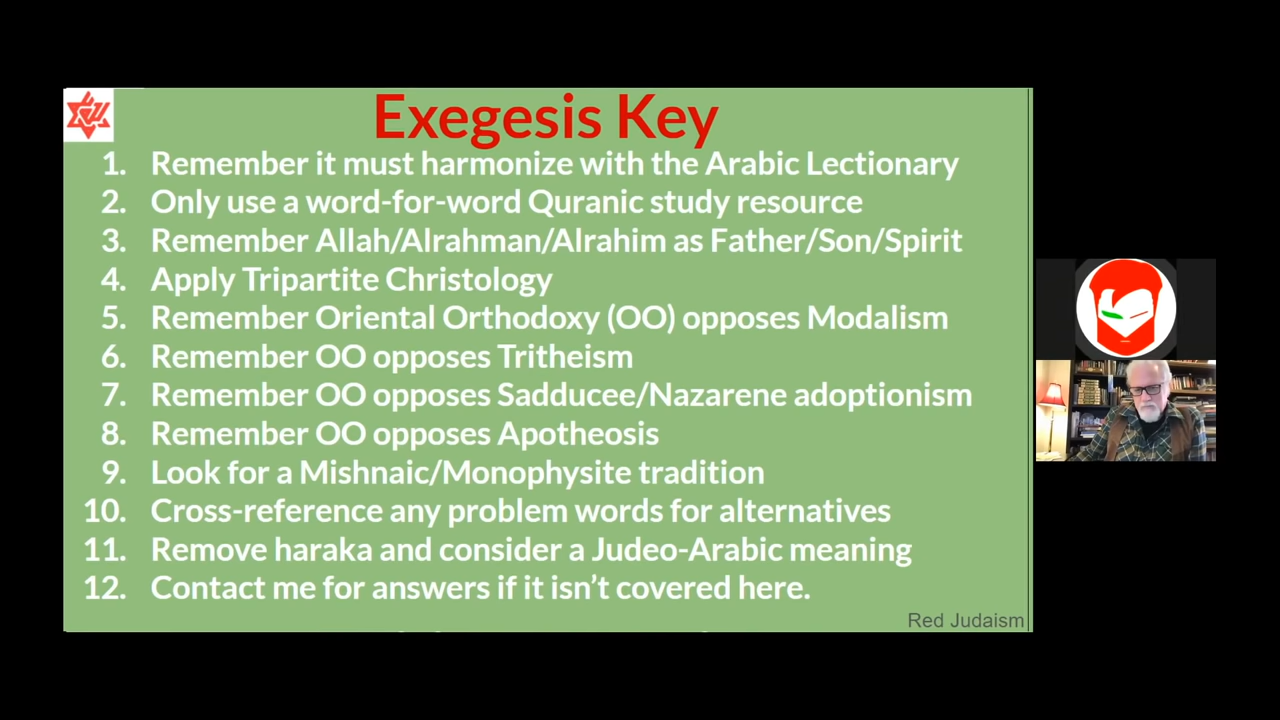 Exegesis Key
1. Remember it must harmonize with the Arabic Lectionary
2. Only use a word-for-word Quranic study resource
3. Remember Allah/Alrahman/Alrahim as Father/Son/Spirit
4. Apply Tripartite Christology
5. Remember Oriental Orthodoxy (OO) opposes Modalism
6. Remember OO opposes Tritheism
7. Remember OO opposes Sadducee/Nazarene adoptionism
8. Remember OO opposes Apotheosis
9. Look for a Mishnaic/Monophysite tradition
10. Cross-reference any problem words for alternatives
11. Remove haraka and consider a Judeo-Arabic meaning
12. Contact me for answers if it isn’t covered here.
Red Judaism